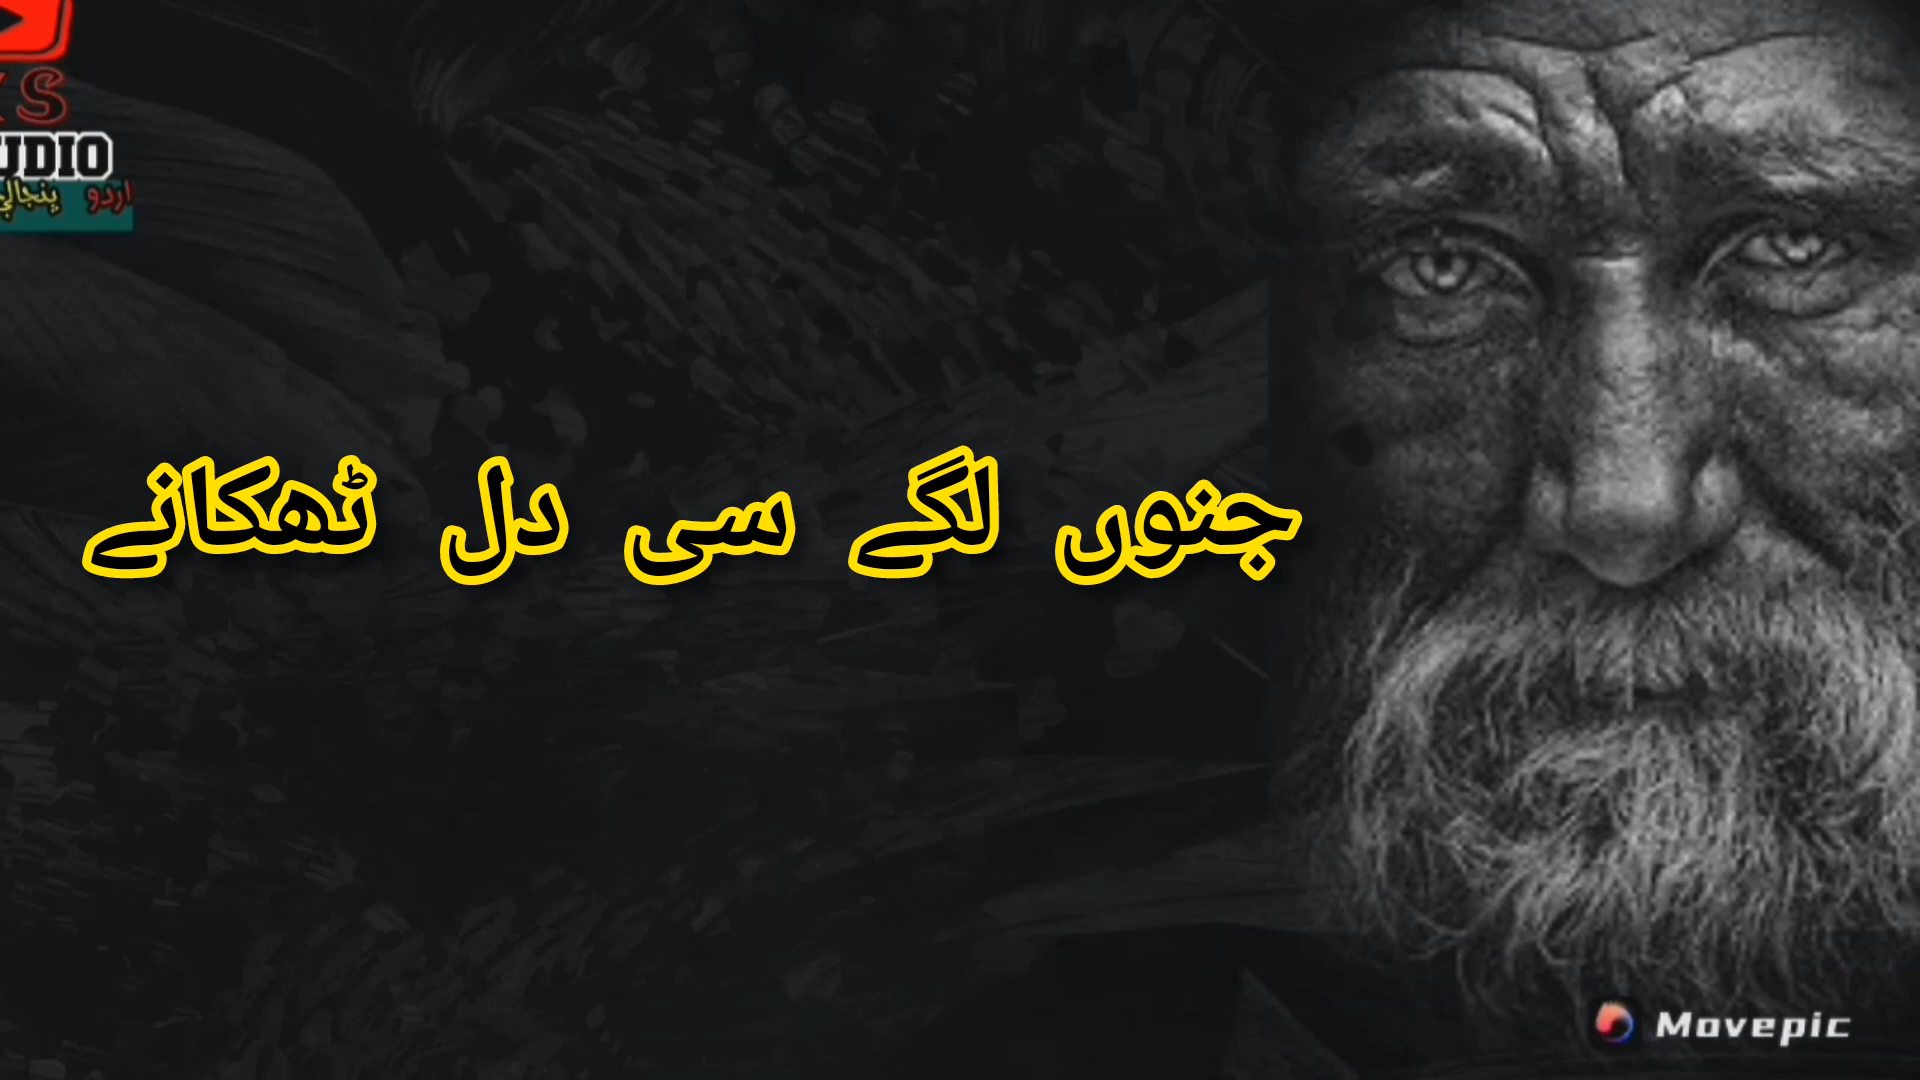 S
UDIO
اردو پنجابی
جنوں لگے سی دل ٹھکانے
Movepic